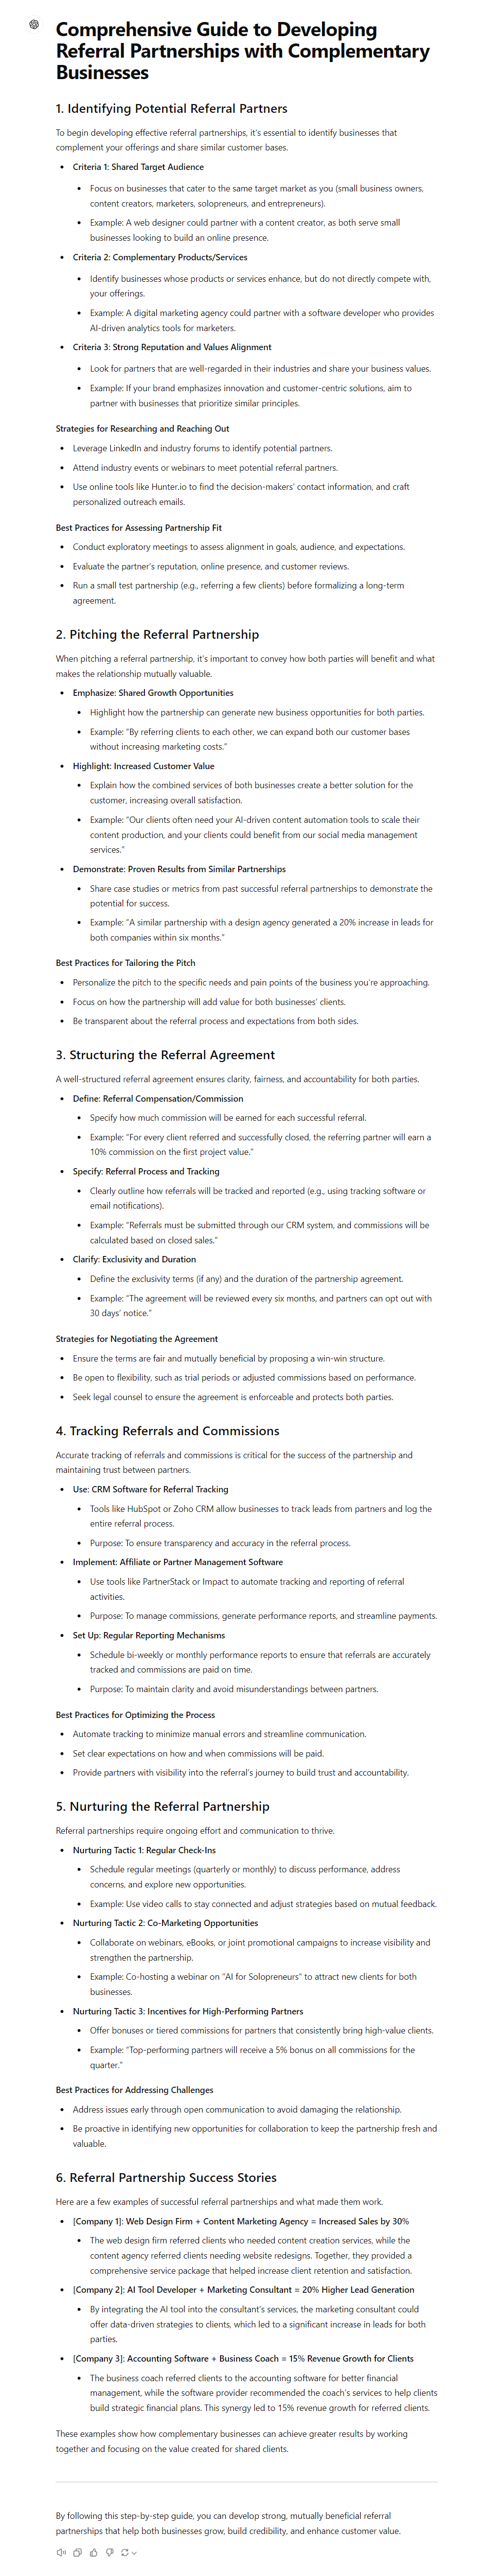 Comprehensive Guide to Developing
Referral Partnerships with Complementary
Businesses
1. Identifying Potential Referral Partners
To begin developing effective referral partnerships, it's essential to identify businesses that
complement your offerings and share similar customer bases.
• Criteria 1: Shared Target Audience
• Focus on businesses that cater to the same target market as you (small business owners,
content creators, marketers, solopreneurs, and entrepreneurs).
• Example: A web designer could partner with a content creator, as both serve small
businesses looking to build an online presence.
• Criteria 2: Complementary Products/Services
• Identify businesses whose products or services enhance, but do not directly compete with,
your offerings.
• Example: A digital marketing agency could partner with a software developer who provides
AI-driven analytics tools for marketers.
• Criteria 3: Strong Reputation and Values Alignment
• Look for partners that are well-regarded in their industries and share your business values.
• Example: If your brand emphasizes innovation and customer-centric solutions, aim to
partner with businesses that prioritize similar principles.
Strategies for Researching and Reaching Out
• Leverage LinkedIn and industry forums to identify potential partners.
• Attend industry events or webinars to meet potential referral partners.
• Use online tools like Hunter.io to find the decision-makers' contact information, and craft
personalized outreach emails.
Best Practices for Assessing Partnership Fit
• Conduct exploratory meetings to assess alignment in goals, audience, and expectations.
• Evaluate the partner's reputation, online presence, and customer reviews.
• Run a small test partnership (e.g., referring a few clients) before formalizing a long-term
agreement.
2. Pitching the Referral Partnership
When pitching a referral partnership, it's important to convey how both parties will benefit and what
makes the relationship mutually valuable.
• Emphasize: Shared Growth Opportunities
• Highlight how the partnership can generate new business opportunities for both parties.
• Example: "By referring clients to each other, we can expand both our customer bases
without increasing marketing costs."
• Highlight: Increased Customer Value
• Explain how the combined services of both businesses create a better solution for the
customer, increasing overall satisfaction.
• Example: "Our clients often need your AI-driven content automation tools to scale their
content production, and your clients could benefit from our social media management
services."
• Demonstrate: Proven Results from Similar Partnerships
• Share case studies or metrics from past successful referral partnerships to demonstrate the
potential for success.
• Example: "A similar partnership with a design agency generated a 20% increase in leads for
both companies within six months."
Best Practices for Tailoring the Pitch
• Personalize the pitch to the specific needs and pain points of the business you're approaching.
• Focus on how the partnership will add value for both businesses' clients.
• Be transparent about the referral process and expectations from both sides.
3. Structuring the Referral Agreement
A well-structured referral agreement ensures clarity, fairness, and accountability for both parties.
• Define: Referral Compensation/Commission
• Specify how much commission will be earned for each successful referral.
• Example: "For every client referred and successfully closed, the referring partner will earn a
10% commission on the first project value."
• Specify: Referral Process and Tracking
• Clearly outline how referrals will be tracked and reported (e.g., using tracking software or
email notifications).
• Example: "Referrals must be submitted through our CRM system, and commissions will be
calculated based on closed sales."
• Clarify: Exclusivity and Duration
• Define the exclusivity terms (if any) and the duration of the partnership agreement.
• Example: "The agreement will be reviewed every six months, and partners can opt out with
30 days' notice."
Strategies for Negotiating the Agreement
• Ensure the terms are fair and mutually beneficial by proposing a win-win structure.
• Be open to flexibility, such as trial periods or adjusted commissions based on performance.
• Seek legal counsel to ensure the agreement is enforceable and protects both parties.
4. Tracking Referrals and Commissions
Accurate tracking of referrals and commissions is critical for the success of the partnership and
maintaining trust between partners.
• Use: CRM Software for Referral Tracking
• Tools like HubSpot or Zoho CRM allow businesses to track leads from partners and log the
entire referral process.
• Purpose: To ensure transparency and accuracy in the referral process.
• Implement: Affiliate or Partner Management Software
• Use tools like PartnerStack or Impact to automate tracking and reporting of referral
activities.
• Purpose: To manage commissions, generate performance reports, and streamline payments.
• Set Up: Regular Reporting Mechanisms
• Schedule bi-weekly or monthly performance reports to ensure that referrals are accurately
tracked and commissions are paid on time.
• Purpose: To maintain clarity and avoid misunderstandings between partners.
Best Practices for Optimizing the Process
• Automate tracking to minimize manual errors and streamline communication.
• Set clear expectations on how and when commissions will be paid.
• Provide partners with visibility into the referral's journey to build trust and accountability.
5. Nurturing the Referral Partnership
Referral partnerships require ongoing effort and communication to thrive.
• Nurturing Tactic 1: Regular Check-Ins
• Schedule regular meetings (quarterly or monthly) to discuss performance, address
concerns, and explore new opportunities.
• Example: Use video calls to stay connected and adjust strategies based on mutual feedback.
• Nurturing Tactic 2: Co-Marketing Opportunities
• Collaborate on webinars, eBooks, or joint promotional campaigns to increase visibility and
strengthen the partnership.
• Example: Co-hosting a webinar on "AI for Solopreneurs" to attract new clients for both
businesses.
• Nurturing Tactic 3: Incentives for High-Performing Partners
• Offer bonuses or tiered commissions for partners that consistently bring high-value clients.
• Example: "Top-performing partners will receive a 5% bonus on all commissions for the
quarter."
Best Practices for Addressing Challenges
• Address issues early through open communication to avoid damaging the relationship.
• Be proactive in identifying new opportunities for collaboration to keep the partnership fresh and
valuable.
6. Referral Partnership Success Stories
Here are a few examples of successful referral partnerships and what made them work.
• [Company 1]: Web Design Firm + Content Marketing Agency = Increased Sales by 30%
• The web design firm referred clients who needed content creation services, while the
content agency referred clients needing website redesigns. Together, they provided a
comprehensive service package that helped increase client retention and satisfaction.
• [Company 2]: AI Tool Developer + Marketing Consultant = 20% Higher Lead Generation
• By integrating the AI tool into the consultant's services, the marketing consultant could
offer data-driven strategies to clients, which led to a significant increase in leads for both
parties.
• [Company 3]: Accounting Software + Business Coach = 15% Revenue Growth for Clients
• The business coach referred clients to the accounting software for better financial
management, while the software provider recommended the coach's services to help clients
build strategic financial plans. This synergy led to 15% revenue growth for referred clients.
These examples show how complementary businesses can achieve greater results by working
together and focusing on the value created for shared clients.
By following this step-by-step guide, you can develop strong, mutually beneficial referral
partnerships that help both businesses grow, build credibility, and enhance customer value.